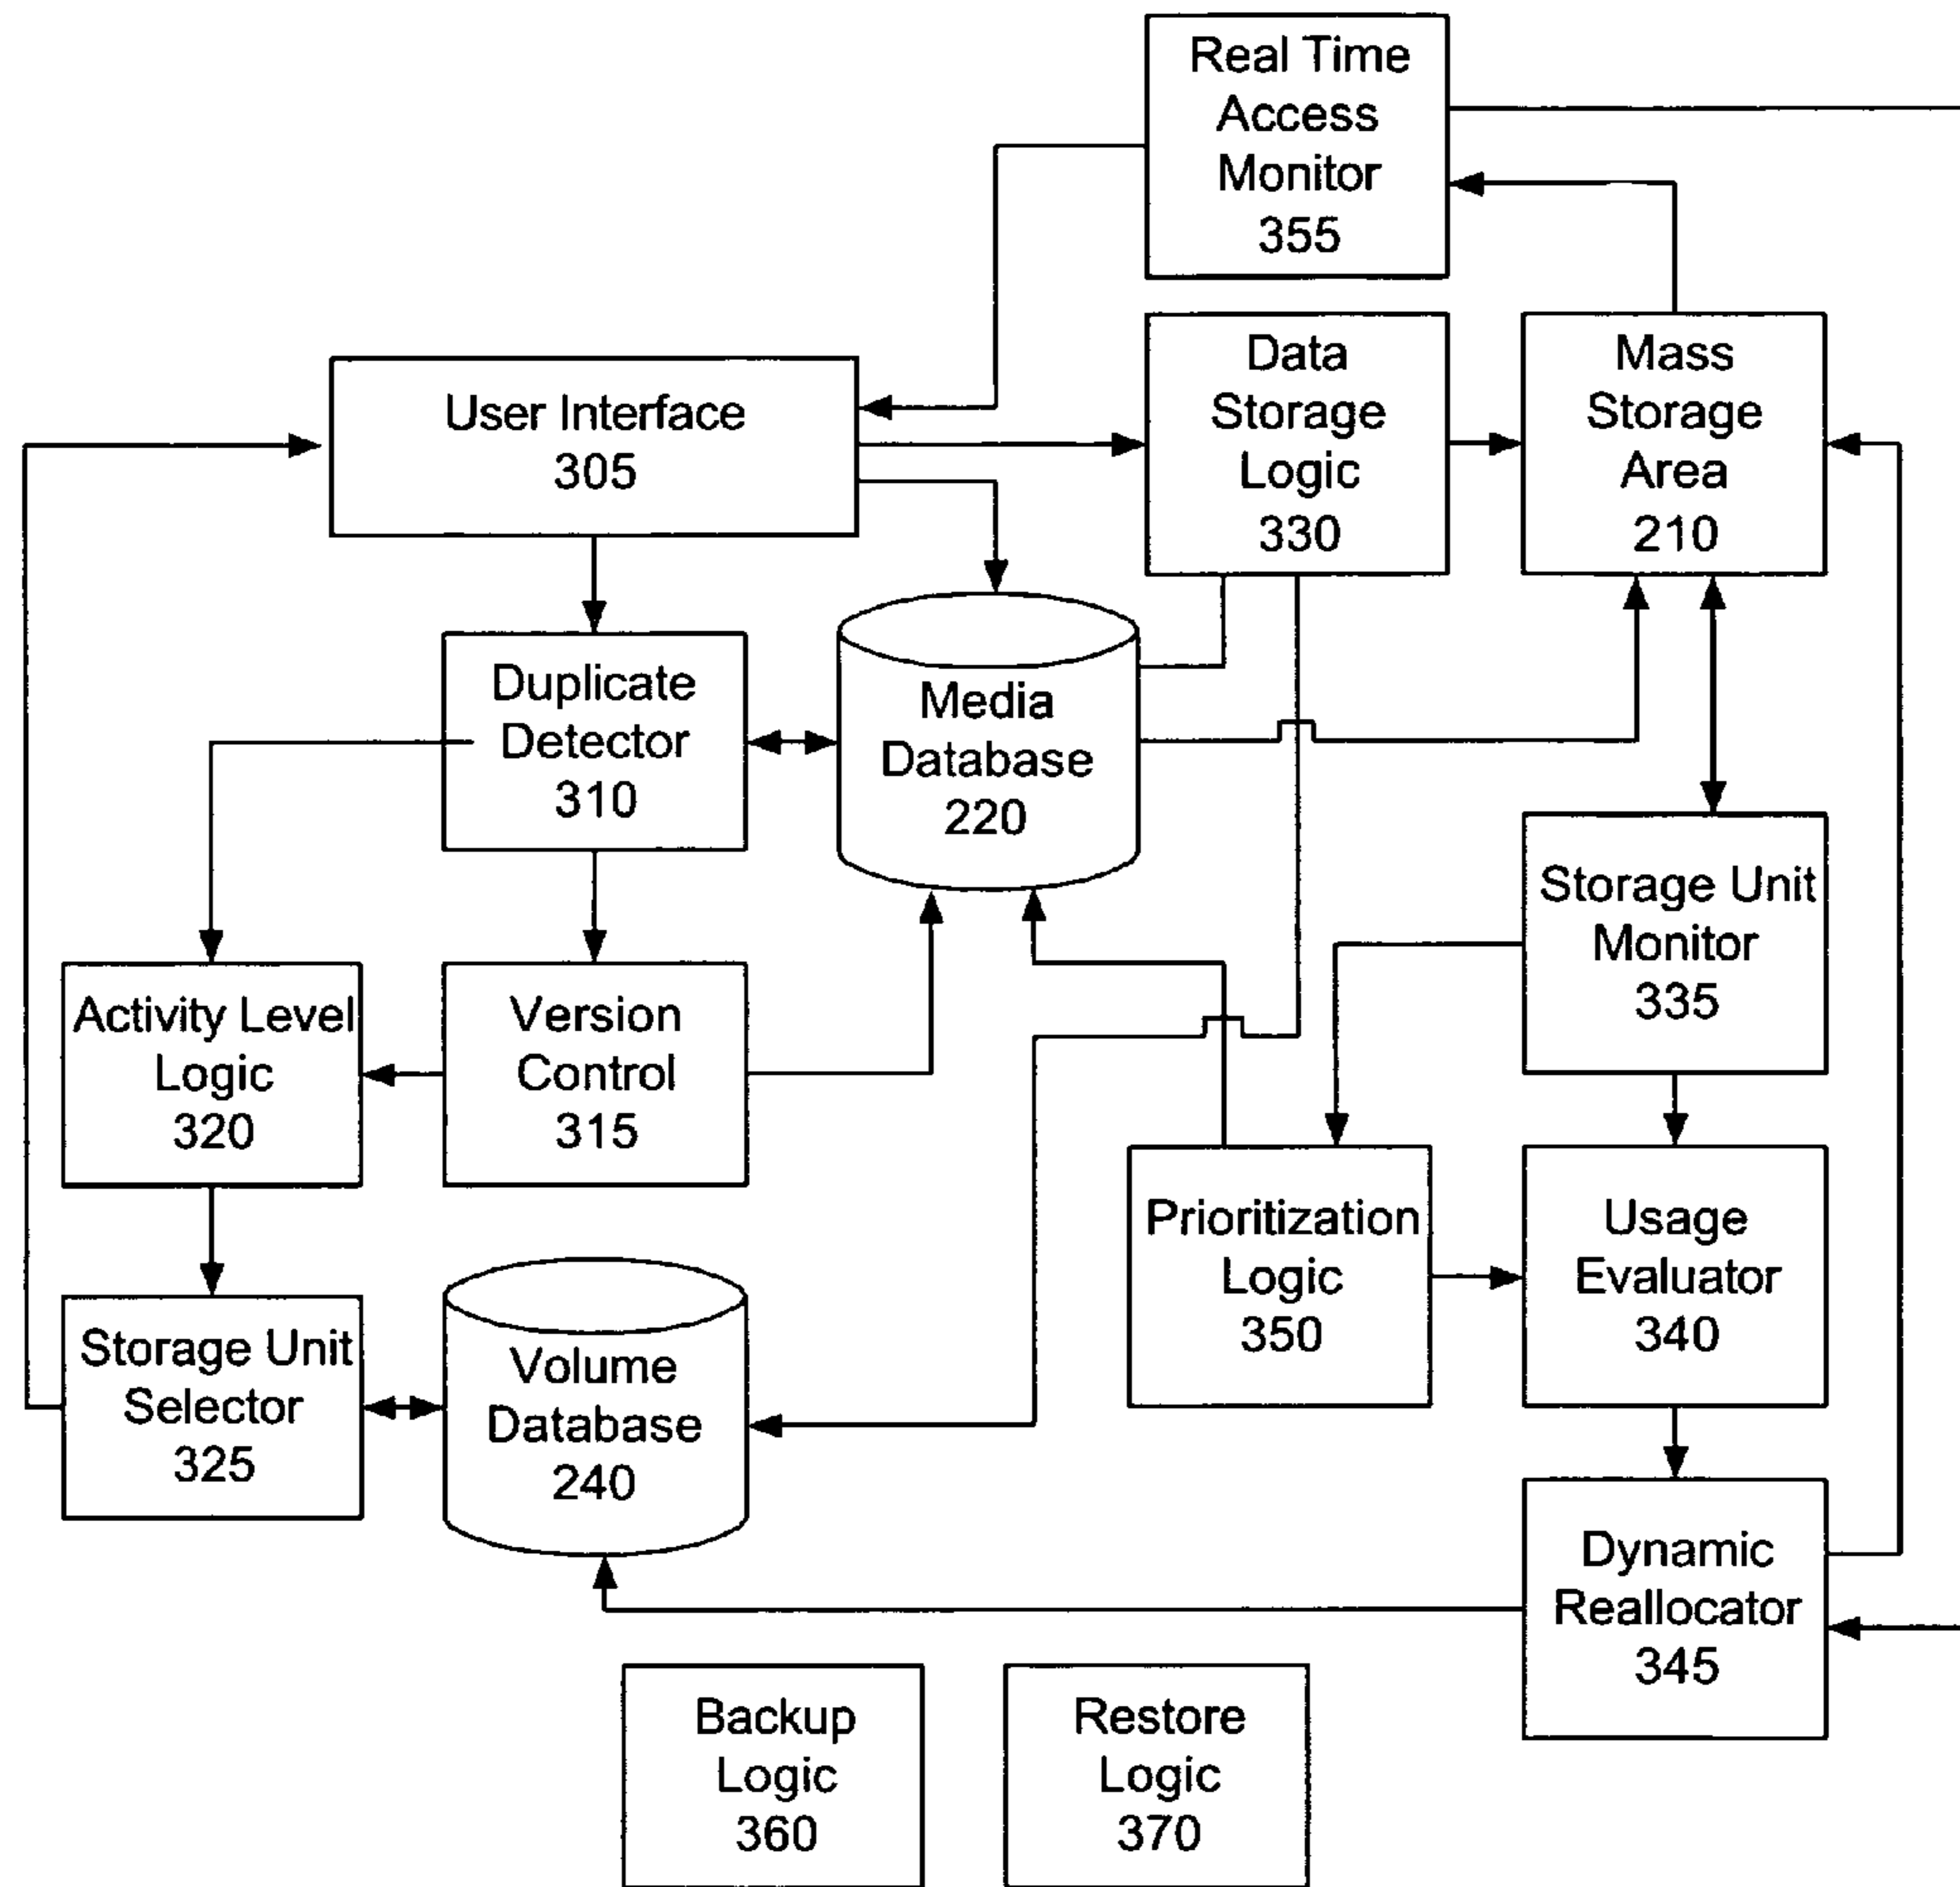 Real Time
Access
Monitor
355
User Interface
305
Data
Storage
Logic
330
Mass
Storage
Area
210
Duplicate
Detector
310
Media
Database
220
Storage Unit
Monitor
335
Activity Level
Logic
320
Version
Control
315
Prioritization
Logic
350
Usage
Evaluator
340
Storage Unit
Selector
325
Volume
Database
240
Dynamic
Reallocator
345
Backup
Logic
360
Restore
Logic
370